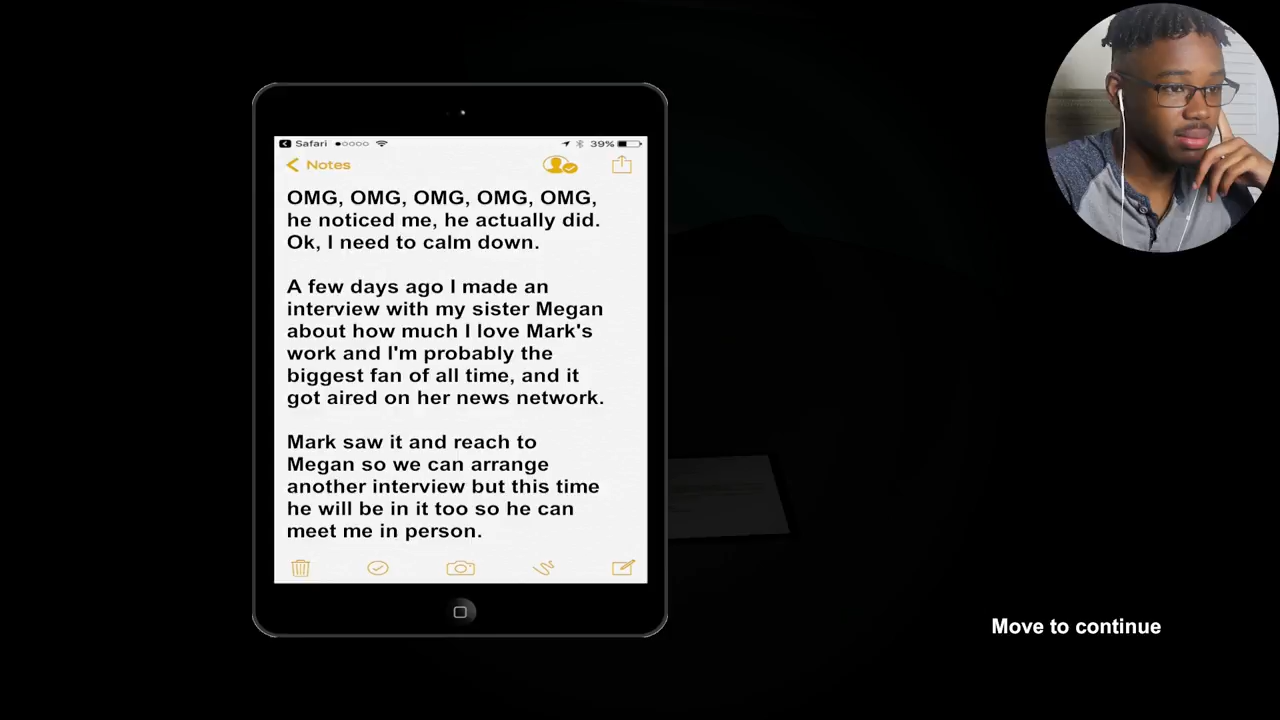 Safari
39%
Notes
OMG, OMG, OMG, OMG, OMG,
he noticed me, he actually did.
Ok, I need to calm down.
A few days ago I made an
interview with my sister Megan
about how much I love Mark's
work and I'm probably the
biggest fan of all time, and it
got aired on her news network.
Mark saw it and reach to
Megan so we can arrange
another interview but this time
he will be in it too so he can
meet me in person.
Move to continue